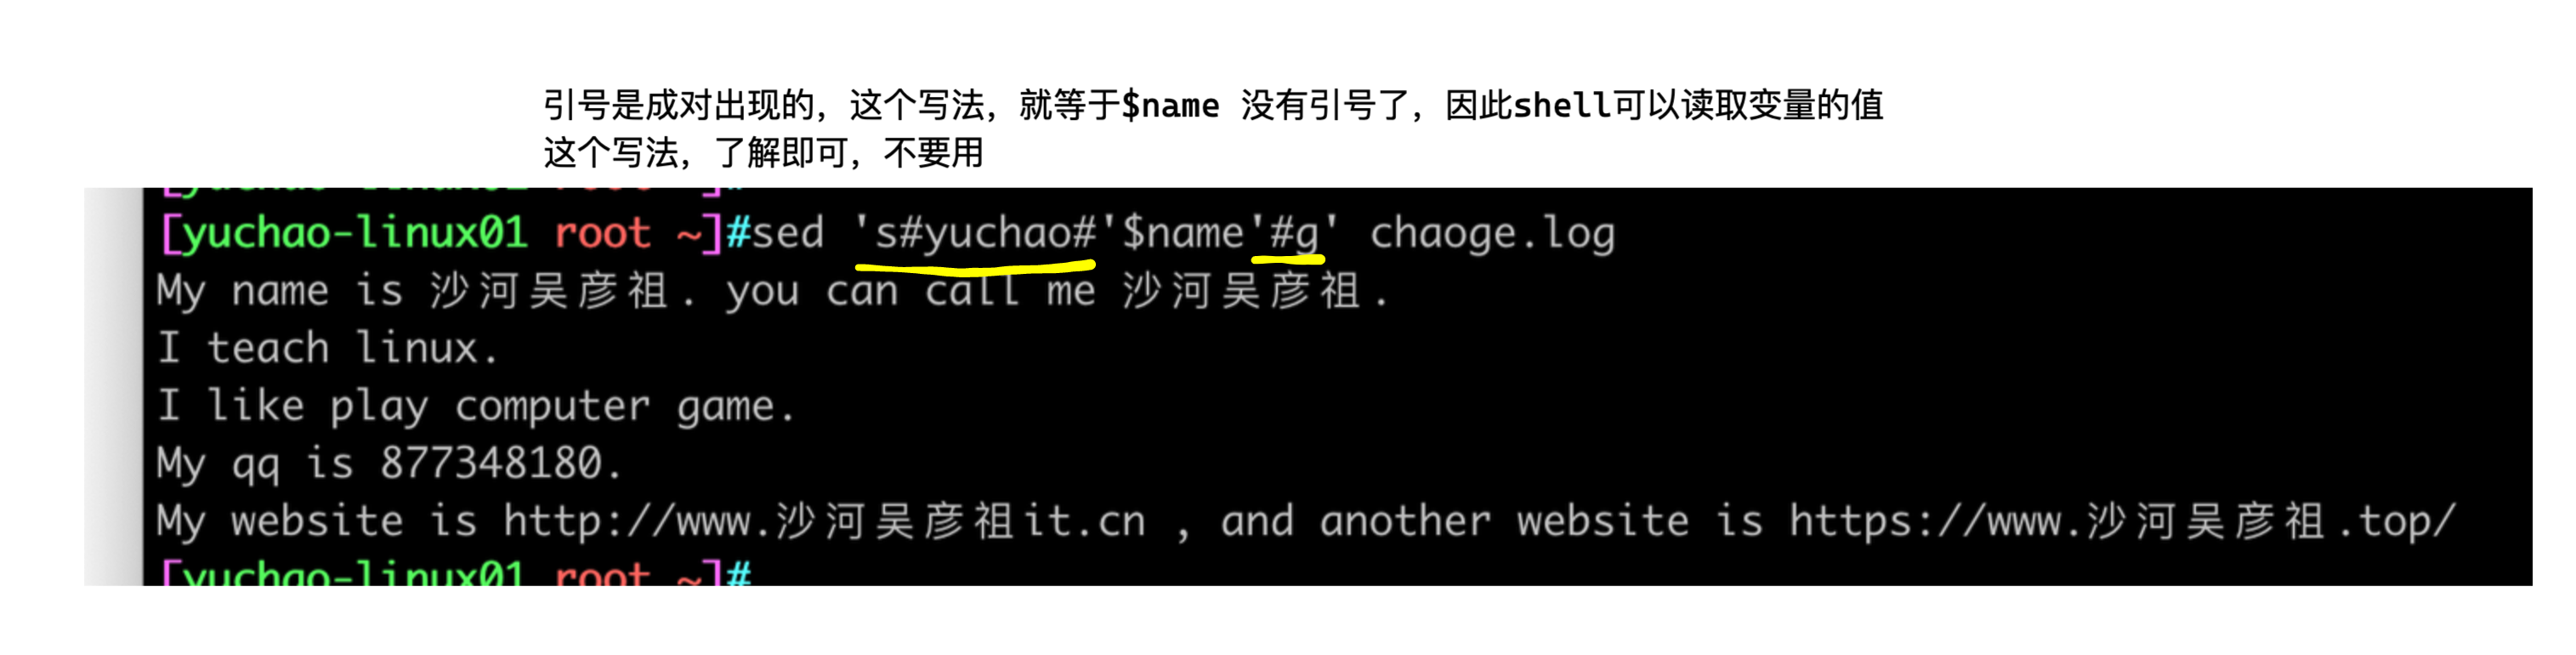 引号是成对出现的，这个写法，就等于$name 没有引号了，因此shell可以读取变量的值
这个写法，了解即可，不要用
[yuchao-linux01 root ~]#
[yuchao-linux01 root ~]#sed 's#yuchao#'$name'#g' chaoge.log
My name is 沙河吴彦祖. you can call me 沙河吴彦祖.
I teach linux.
I like play computer game.
My qq is 877348180.
My website is http://www.沙河吴彦祖it.cn , and another website is https://www.沙河吴彦祖.top/
[yuchao-linux01 root ~]#